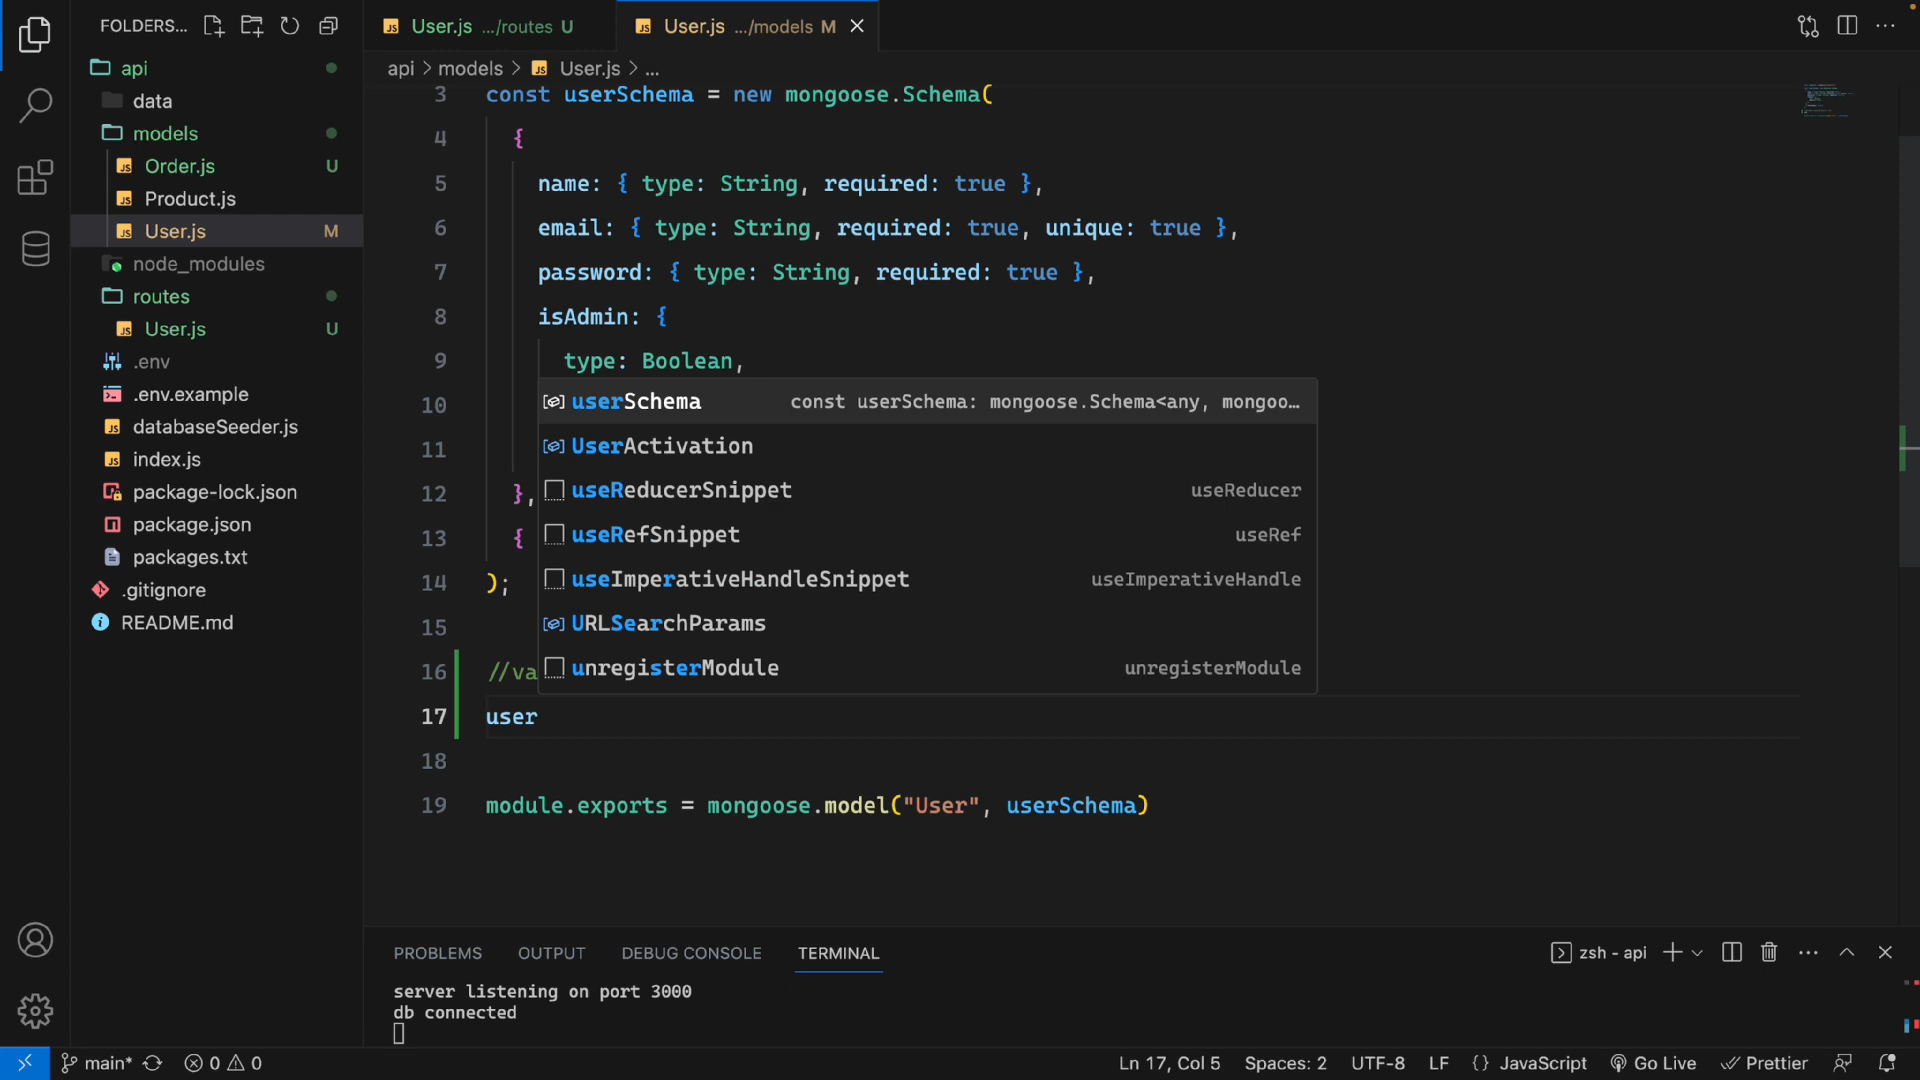 FOLDERS...
api
data
models
Order.js U
Product.js
User.js M
node_modules
routes
User.js U
.env
.env.example
databaseSeeder.js
index.js
package-lock.json
package.json
packages.txt
.gitignore
README.md
User.js .../routes U
User.js .../models M
api > models > User.js > ...
3 const userSchema = new mongoose.Schema(
4 {
5 name: { type: String, required: true },
6 email: { type: String, required: true, unique: true },
7 password: { type: String, required: true },
8 isAdmin: {
9 type: Boolean,
10
11
12 },
13 {
14 );
15
16 //va
17 user
18
19 module.exports = mongoose.model("User", userSchema)
userSchema const userSchema: mongoose.Schema<any, mongoo...
UserActivation
useReducerSnippet useReducer
useRefSnippet useRef
useImperativeHandleSnippet useImperativeHandle
URLSearchParams
unregisterModule unregisterModule
PROBLEMS OUTPUT DEBUG CONSOLE TERMINAL
zsh - api
server listening on port 3000
db connected
main* 0 0
Ln 17, Col 5 Spaces: 2 UTF-8 LF {} JavaScript Go Live Prettier